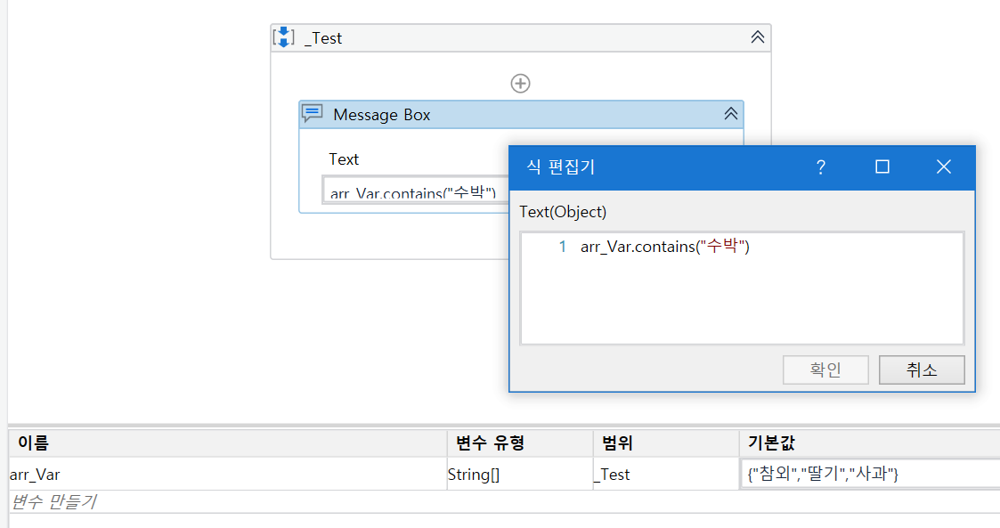 _Test
Message Box
Text
arr_Var.contains("수박")
식 편집기
?
Text(Object)
1 arr_Var.contains("수박")
확인 취소
이름 변수 유형 범위 기본값
arr_Var String[] _Test {"참외","딸기","사과"}
변수 만들기